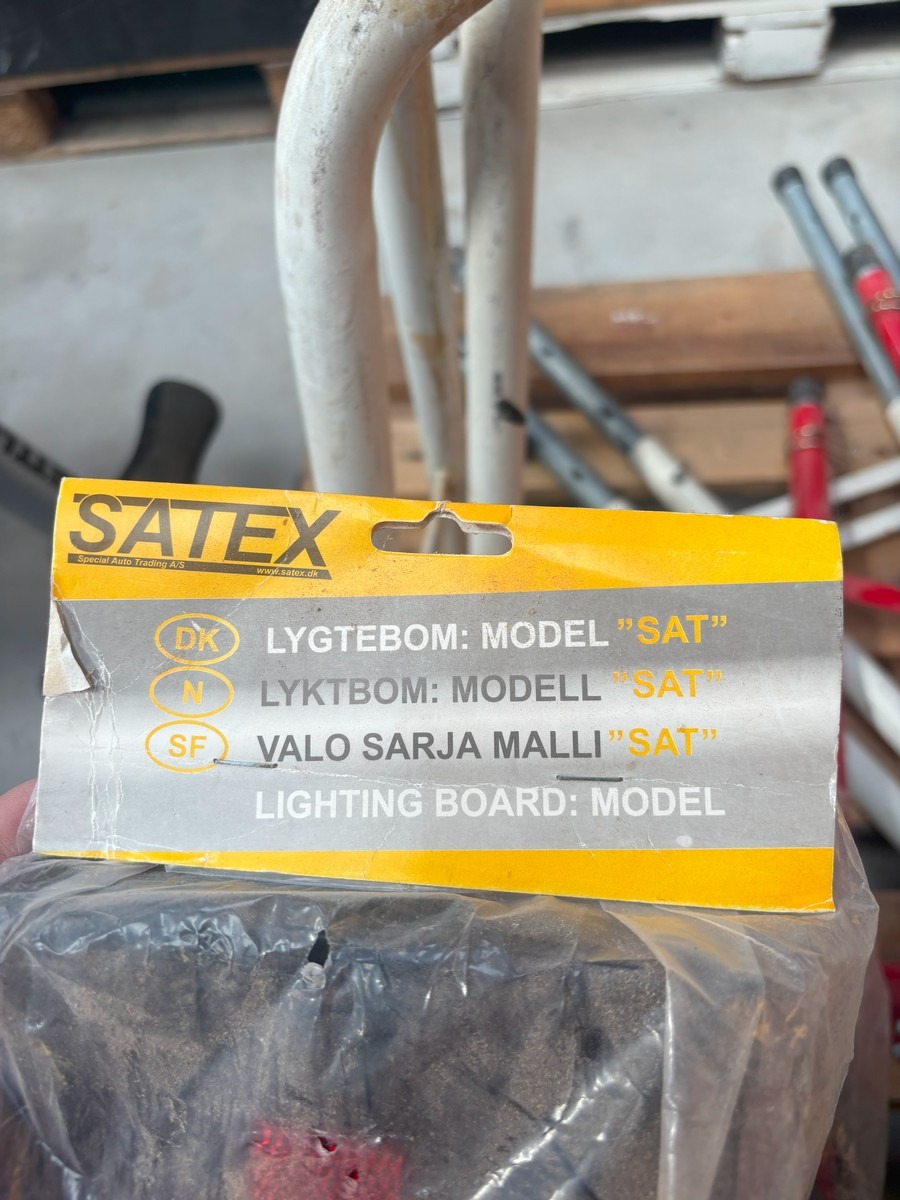 SATEX
Special Auto Trading A/S
www.satex.dk
DK LYGTEBOM: MODEL "SAT"
N LYKTBOM: MODELL "SAT"
SF VALO SARJA MALLI "SAT"
LIGHTING BOARD: MODEL